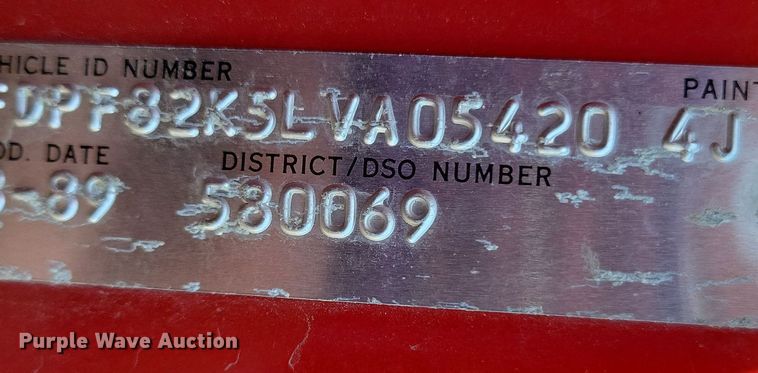 HICLE ID NUMBER
FDPF82K5LVA05420 4J
PAINT
OD. DATE
DISTRICT/DSO NUMBER
-89 580069
Purple Wave Auction